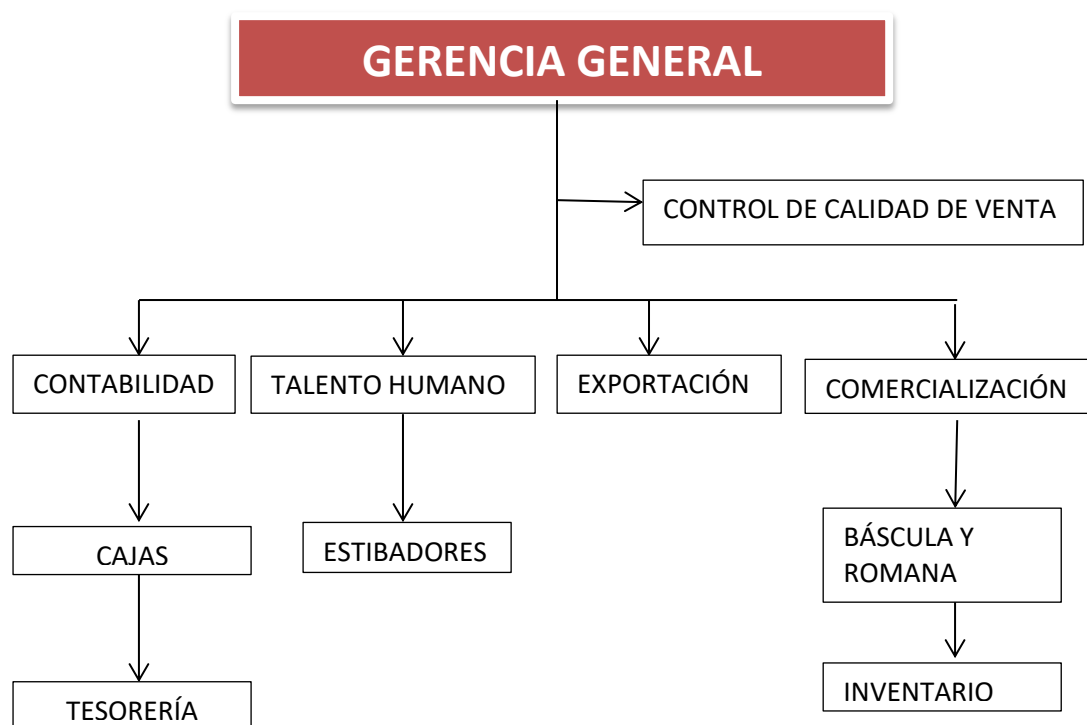 GERENCIA GENERAL
CONTROL DE CALIDAD DE VENTA
CONTABILIDAD
TALENTO HUMANO
EXPORTACIÓN
COMERCIALIZACIÓN
CAJAS
ESTIBADORES
BÁSCULA Y
ROMANA
TESORERÍA
INVENTARIO